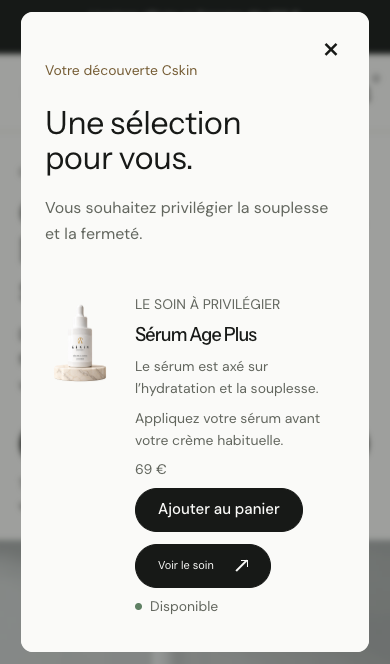 Votre découverte Cskin
Une sélection
pour vous.
Vous souhaitez privilégier la souplesse
et la fermeté.
LE SOIN À PRIVILÉGIER
Sérum Age Plus
Le sérum est axé sur
l’hydratation et la souplesse.
Appliquez votre sérum avant
votre crème habituelle.
69 €
Ajouter au panier
Voir le soin
Disponible